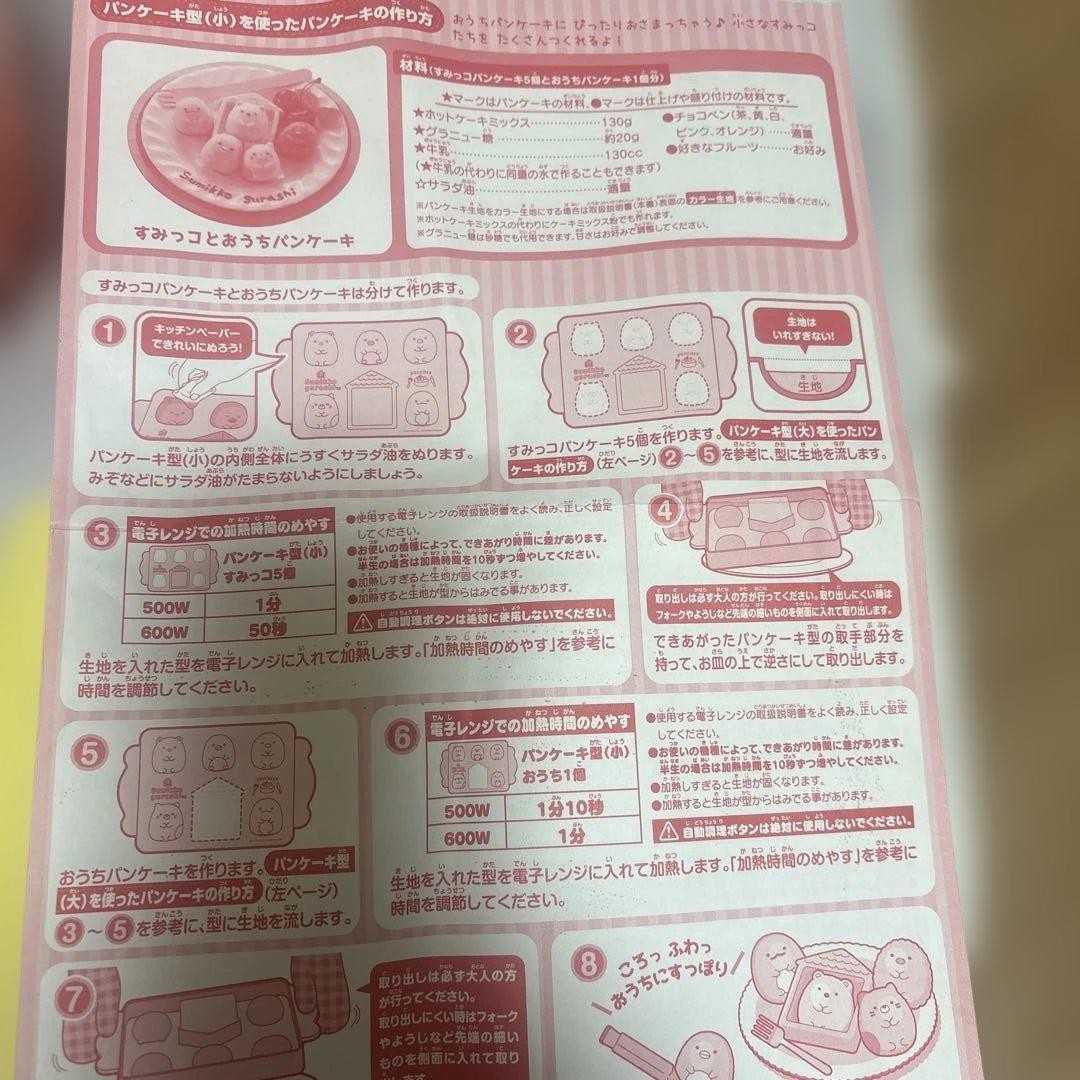 パンケーキ型(小)を使ったパンケーキの作り方
おうちパンケーキに ぴったりおさまっちゃう♪ 小さなすみっコ
たちを たくさんつくれるよ!
Sumikko gurashi
すみっコとおうちパンケーキ
材料(すみっコパンケーキ5個とおうちパンケーキ1個分)
★マークはパンケーキの材料、●マークは仕上げや盛り付けの材料です。
★ホットケーキミックス……………130g
★グラニュー糖……………約20g
★牛乳……………130cc
(★牛乳の代わりに同量の水で作ることもできます)
☆サラダ油……………適量
●チョコペン(茶、黄、白、
ピンク、オレンジ)……適量
●好きなフルーツ………お好み
※パンケーキ生地をカラー生地にする場合は取扱説明書(本書)表面の カラー生地 を参考にご用意ください。
※ホットケーキミックスの代わりにケーキミックス粉でも作れます。
※グラニュー糖は砂糖でも代用できます。甘さはお好みで調整してください。
すみっコパンケーキとおうちパンケーキは分けて作ります。
1
キッチンペーパー
できれいにぬろう!
Sumikko
gurashi
パンケーキ型(小)の内側全体にうすくサラダ油をぬります。
みぞなどにサラダ油がたまらないようにしましょう。
2
生地は
いれすぎない!
生地
すみっコパンケーキ5個を作ります。パンケーキ型(大)を使ったパン
ケーキの作り方(左ページ)2～5を参考に、型に生地を流します。
3
電子レンジでの加熱時間のめやす
パンケーキ型(小)
すみっコ5個
500W 1分
600W 50秒
●使用する電子レンジの取扱説明書をよく読み、正しく設定
してください。
●お使いの機種によって、できあがり時間に差があります。
半生の場合は加熱時間を10秒ずつ増やしてください。
●加熱しすぎると生地が固くなります。
●加熱すると生地が型からはみでる事があります。
自動調理ボタンは絶対に使用しないでください。
生地を入れた型を電子レンジに入れて加熱します。「加熱時間のめやす」を参考に
時間を調節してください。
4
取り出しは必ず大人の方が行ってください。取り出しにくい時は
フォークやようじなど先端の細いものを側面に入れて取り出します。
できあがったパンケーキ型の取手部分を
持って、お皿の上で逆さにして取り出します。
5
おうちパンケーキを作ります。パンケーキ型
(大)を使ったパンケーキの作り方(左ページ)
3～5を参考に、型に生地を流します。
6
電子レンジでの加熱時間のめやす
パンケーキ型(小)
おうち1個
500W 1分10秒
600W 1分
●使用する電子レンジの取扱説明書をよく読み、正しく設定
してください。
●お使いの機種によって、できあがり時間に差があります。
半生の場合は加熱時間を10秒ずつ増やしてください。
●加熱しすぎると生地が固くなります。
●加熱すると生地が型からはみでる事があります。
自動調理ボタンは絶対に使用しないでください。
生地を入れた型を電子レンジに入れて加熱します。「加熱時間のめやす」を参考に
時間を調節してください。
7
取り出しは必ず大人の方
が行ってください。
取り出しにくい時はフォーク
やようじなど先端の細い
ものを側面に入れて取り
8
ころっ ふわっ
おうちにすっぽり